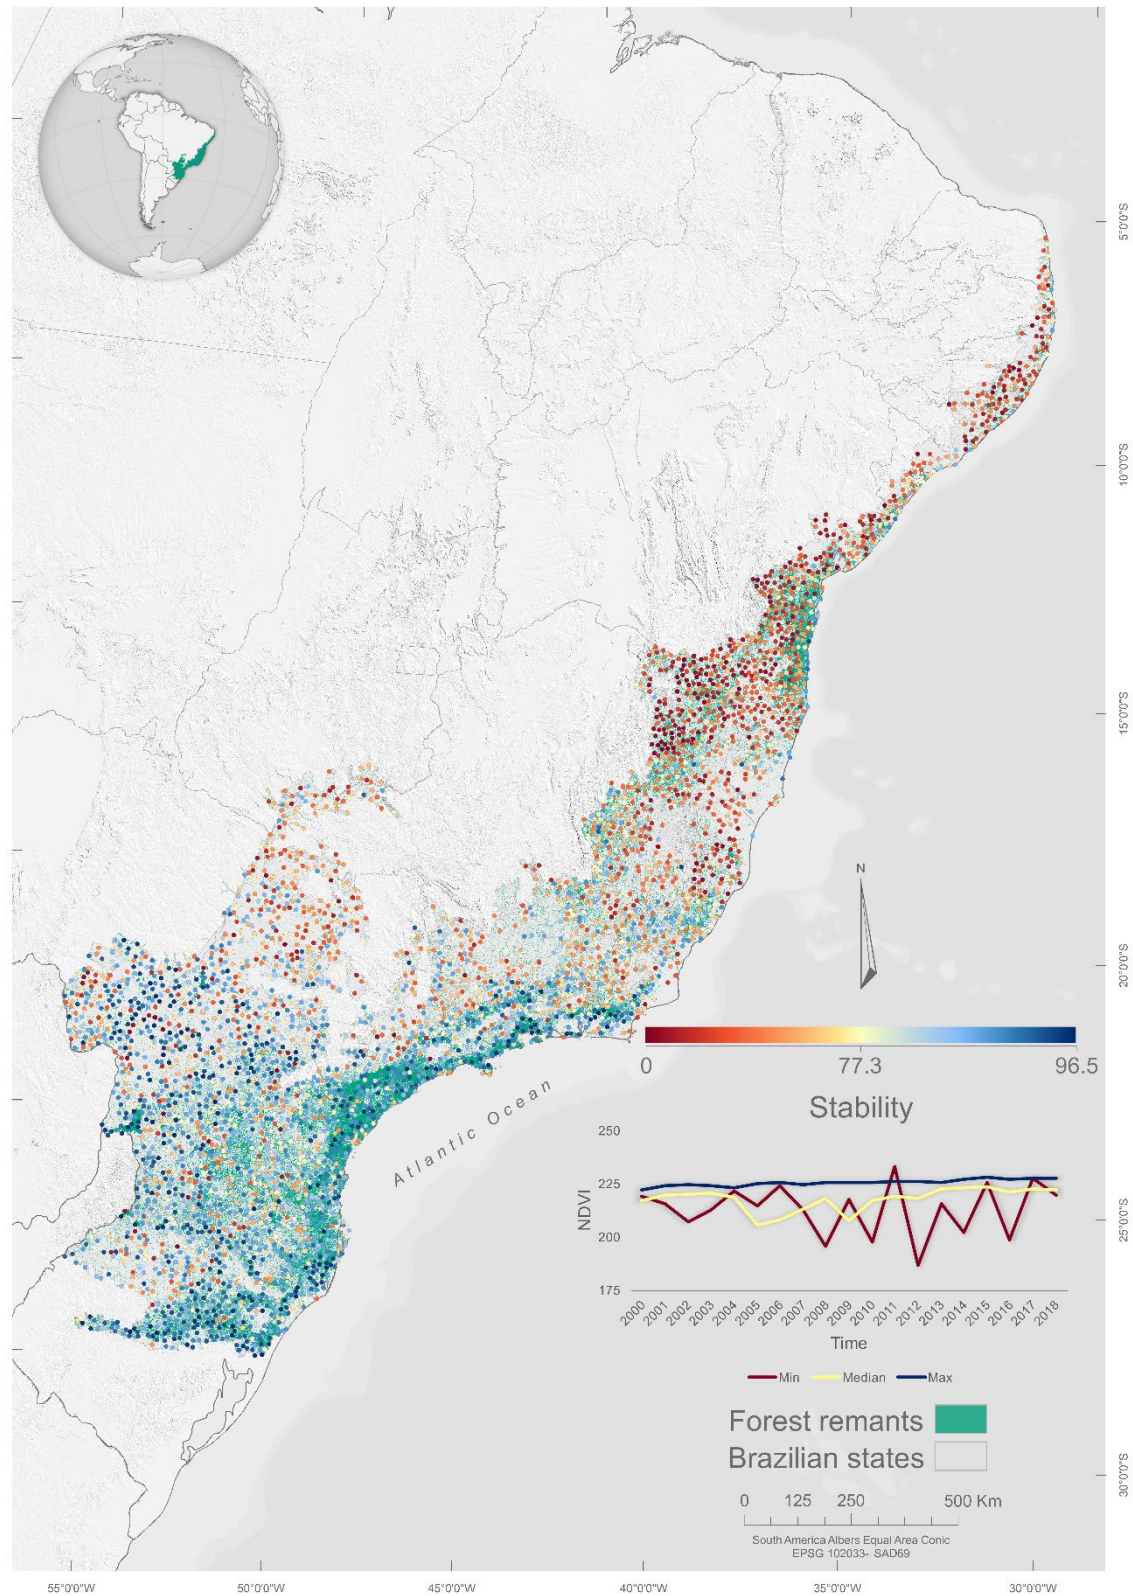 5°0'0"S
10°0'0"S
15°0'0"S
N
20°0'0"S
0
77.3
96.5
Atlantic Ocean
Stability
250
225
200
175
NDVI
25°0'0"S
2000
2001
2002
2003
2004
2005
2006
2007
2008
2009
2010
2011
2012
2013
2014
2015
2016
2017
2018
Time
Min Median Max
Forest remants
Brazilian states
30°0'0"S
0 125 250 500 Km
South America Albers Equal Area Conic
EPSG 102033- SAD69
55°0'0"W 50°0'0"W 45°0'0"W 40°0'0"W 35°0'0"W 30°0'0"W